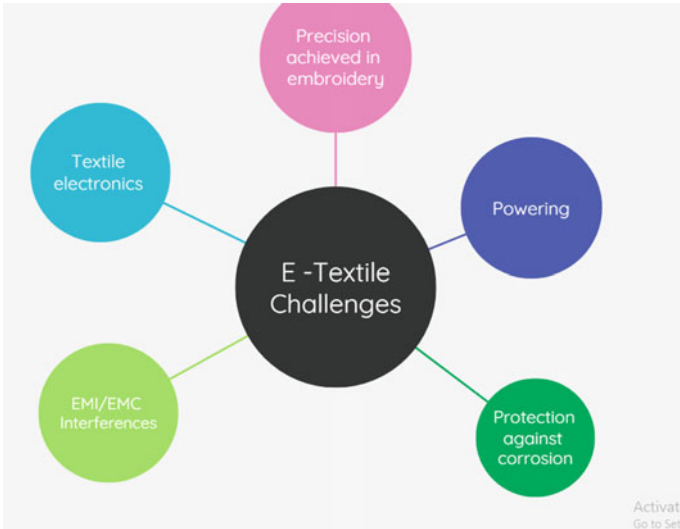 Precision
achieved in
embroidery
Textile
electronics
Powering
E -Textile
Challenges
EMI/EMC
Interferences
Protection
against
corrosion
Activat
Go to Set